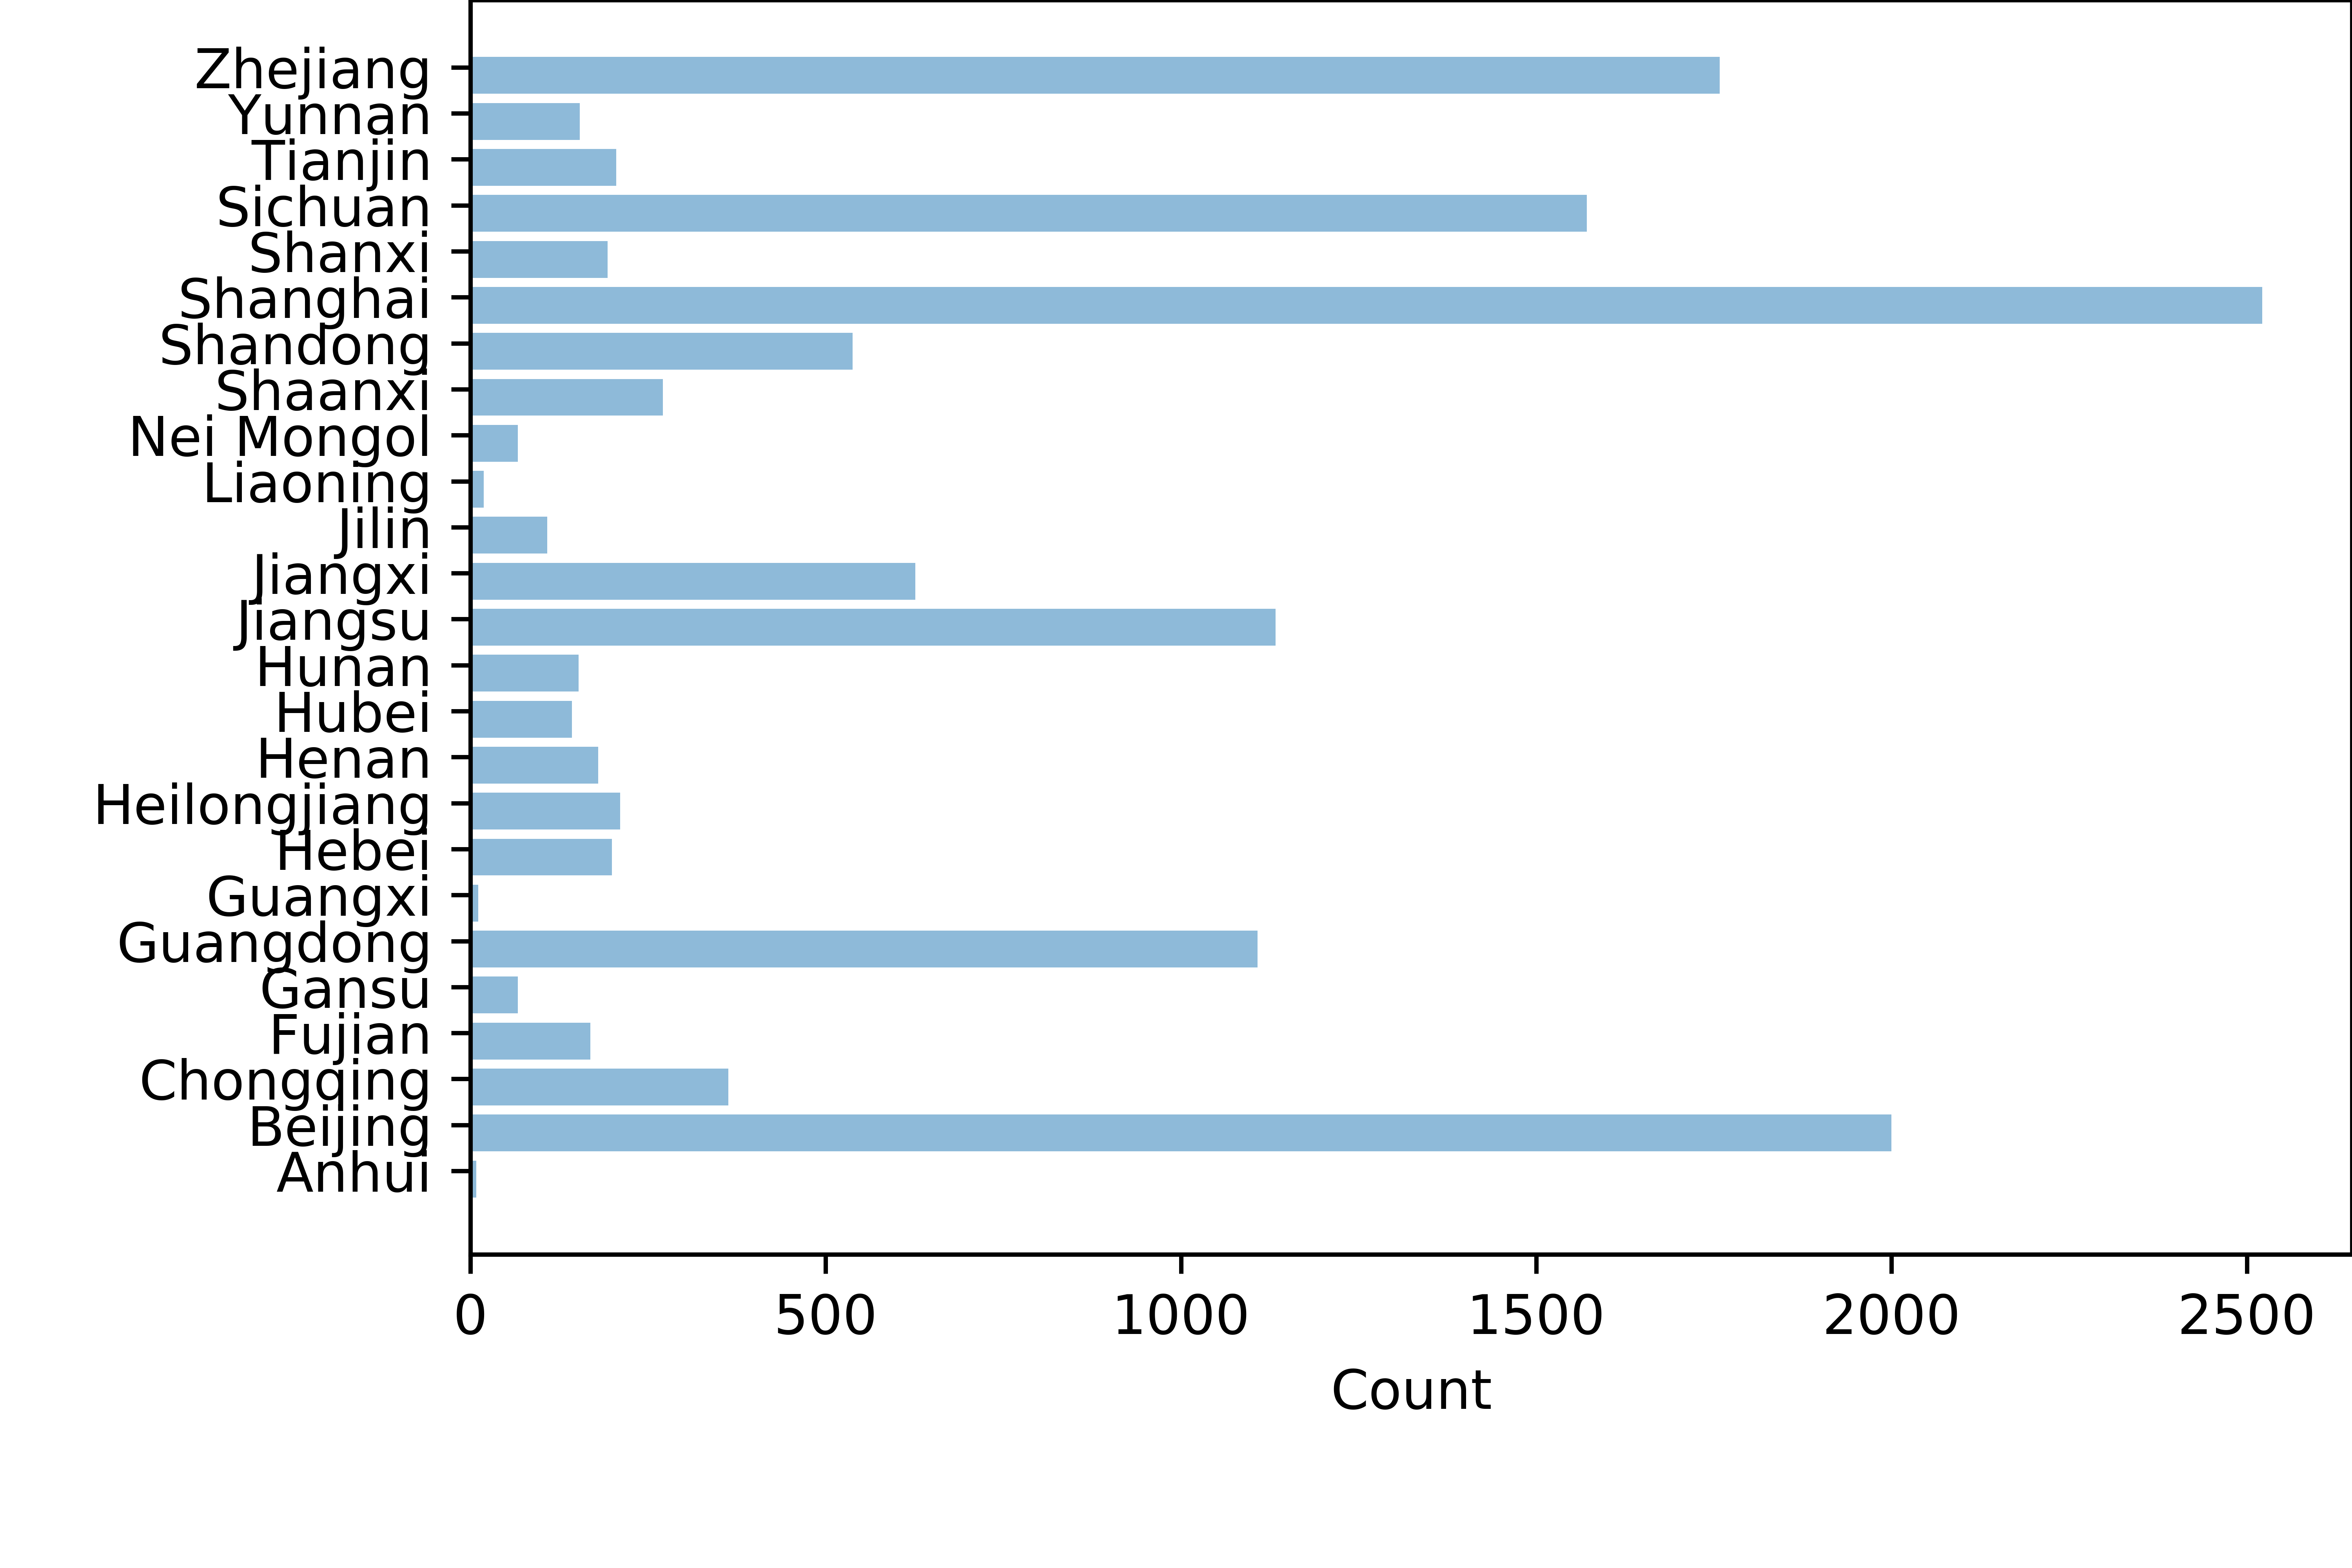 Zhejiang
Yunnan
Tianjin
Sichuan
Shanxi
Shanghai
Shandong
Shaanxi
Nei Mongol
Liaoning
Jilin
Jiangxi
Jiangsu
Hunan
Hubei
Henan
Heilongjiang
Hebei
Guangxi
Guangdong
Gansu
Fujian
Chongqing
Beijing
Anhui
0 500 1000 1500 2000 2500
Count